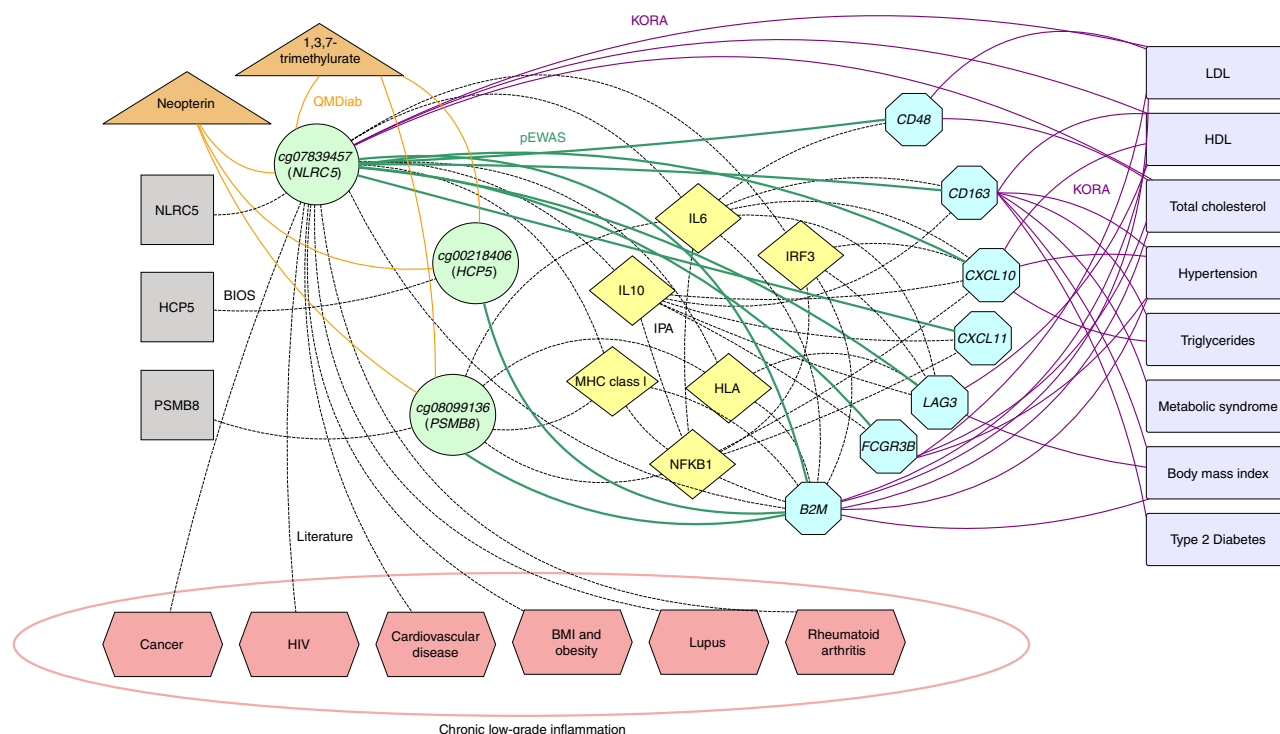 KORA
1,3,7-
trimethylurate
Neopterin
QMDiab
LDL
CD48
pEWAS
HDL
cg07839457
(NLRC5)
CD163
KORA
NLRC5
IL6
Total cholesterol
cg00218406
(HCP5)
IRF3
CXCL10
Hypertension
BIOS
HCP5
IL10
IPA
CXCL11
Triglycerides
MHC class I
HLA
LAG3
Metabolic syndrome
PSMB8
cg08099136
(PSMB8)
FCGR3B
NFKB1
Body mass index
B2M
Type 2 Diabetes
Literature
Cancer
HIV
Cardiovascular
disease
BMI and
obesity
Lupus
Rheumatoid
arthritis
Chronic low-grade inflammation